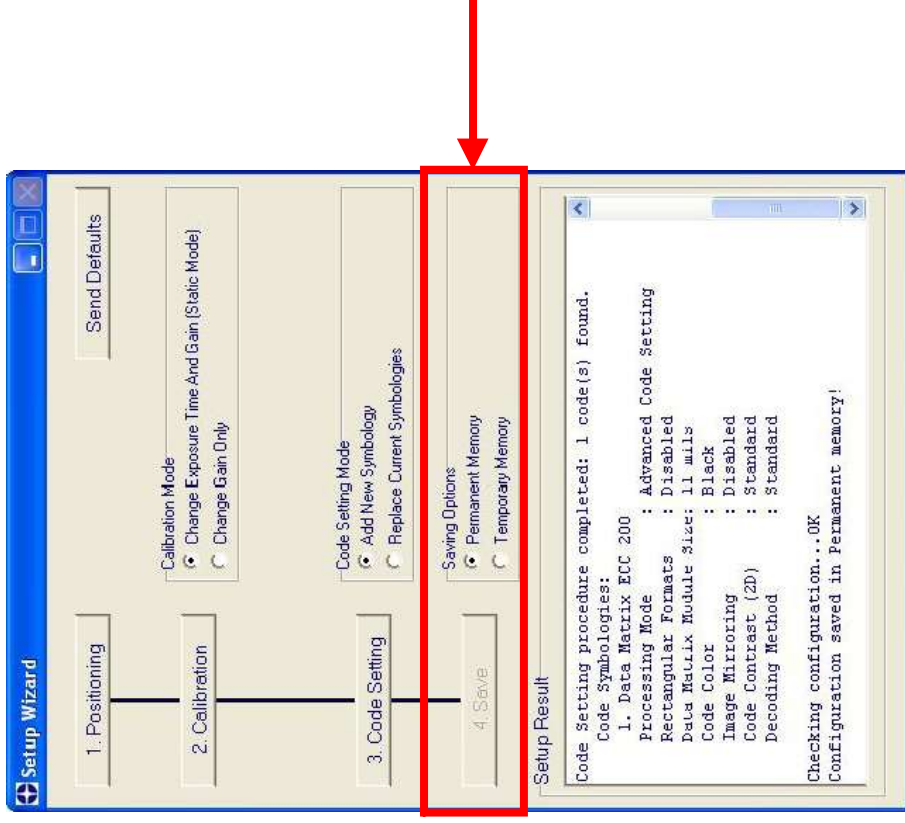 Setup Wizard
1. Positioning
Send Defaults
2. Calibration
Calibration Mode
Change Exposure Time And Gain (Static Mode)
Change Gain Only
3. Code Setting
Code Setting Mode
Add New Symbology
Replace Current Symbologies
4. Save
Saving Options
Permanent Memory
Temporary Memory
Setup Result
Code Setting procedure completed: 1 code(s) found.
Code Symbologies:
1. Data Matrix ECC 200
Processing Mode : Advanced Code Setting
Rectangular Formats : Disabled
Data Matrix Module Size: 11 mils
Code Color : Black
Image Mirroring : Disabled
Code Contrast (2D) : Standard
Decoding Method : Standard
Checking configuration...OK
Configuration saved in Permanent memory!